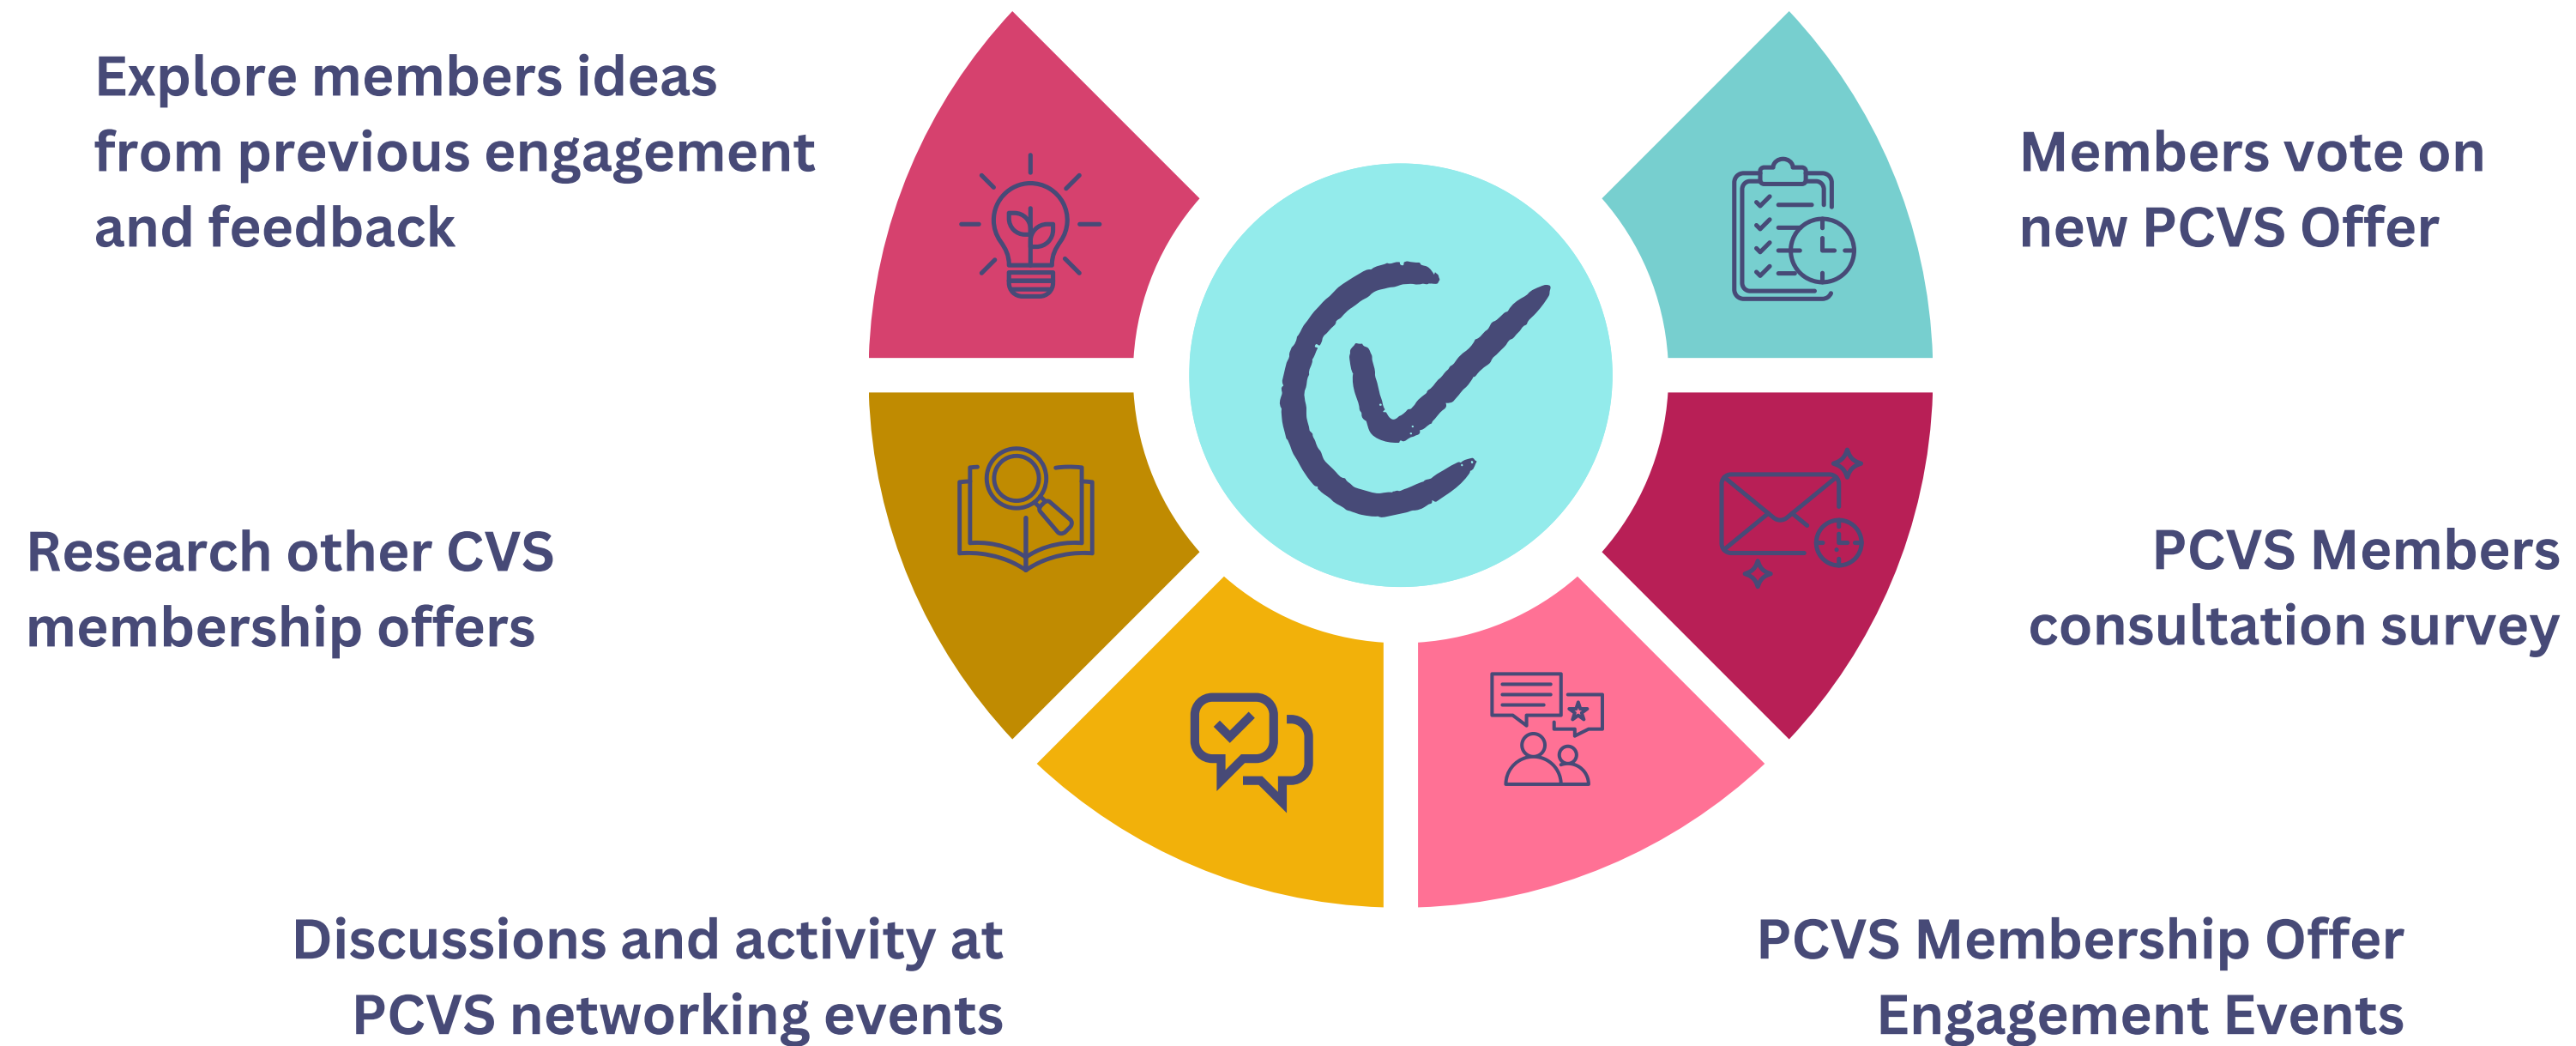 Explore members ideas
from previous engagement
and feedback
Research other CVS
membership offers
Discussions and activity at
PCVS networking events
PCVS Membership Offer
Engagement Events
PCVS Members
consultation survey
Members vote on
new PCVS Offer